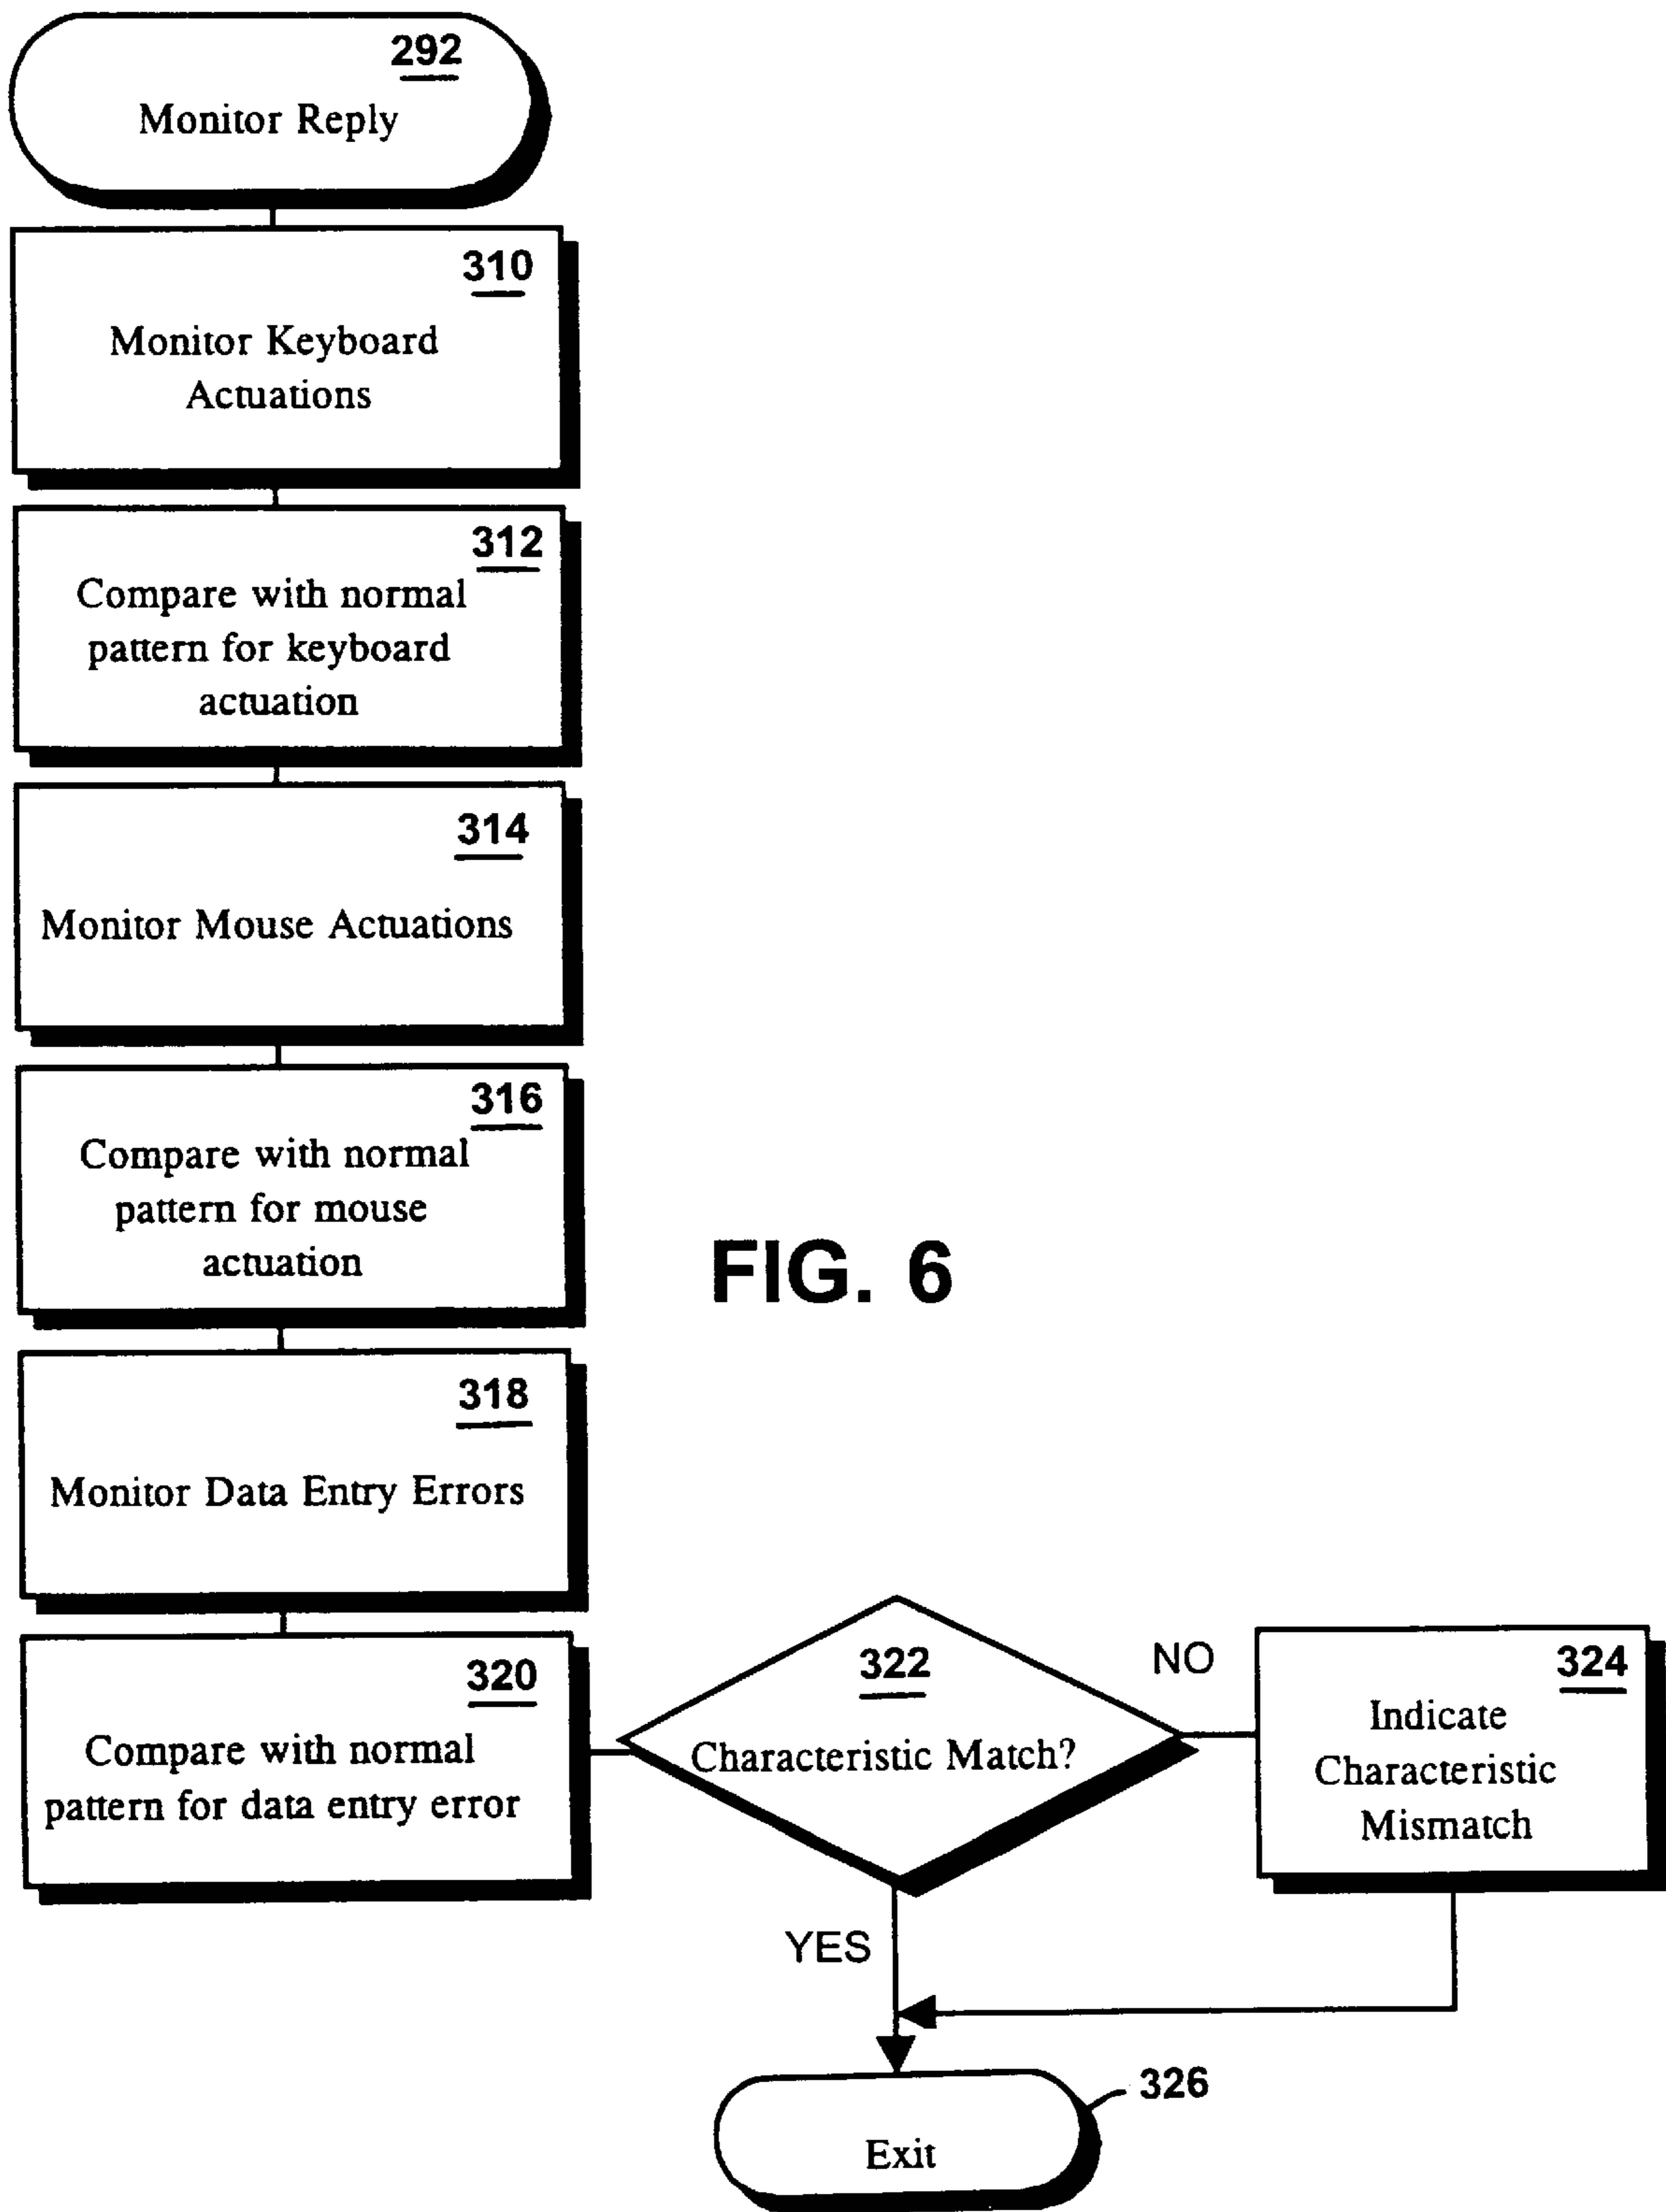 292
Monitor Reply
310
Monitor Keyboard
Actuations
312
Compare with normal
pattern for keyboard
actuation
314
Monitor Mouse Actuations
316
Compare with normal
pattern for mouse
actuation
FIG. 6
318
Monitor Data Entry Errors
320
Compare with normal
pattern for data entry error
322
Characteristic Match?
NO
324
Indicate
Characteristic
Mismatch
YES
326
Exit